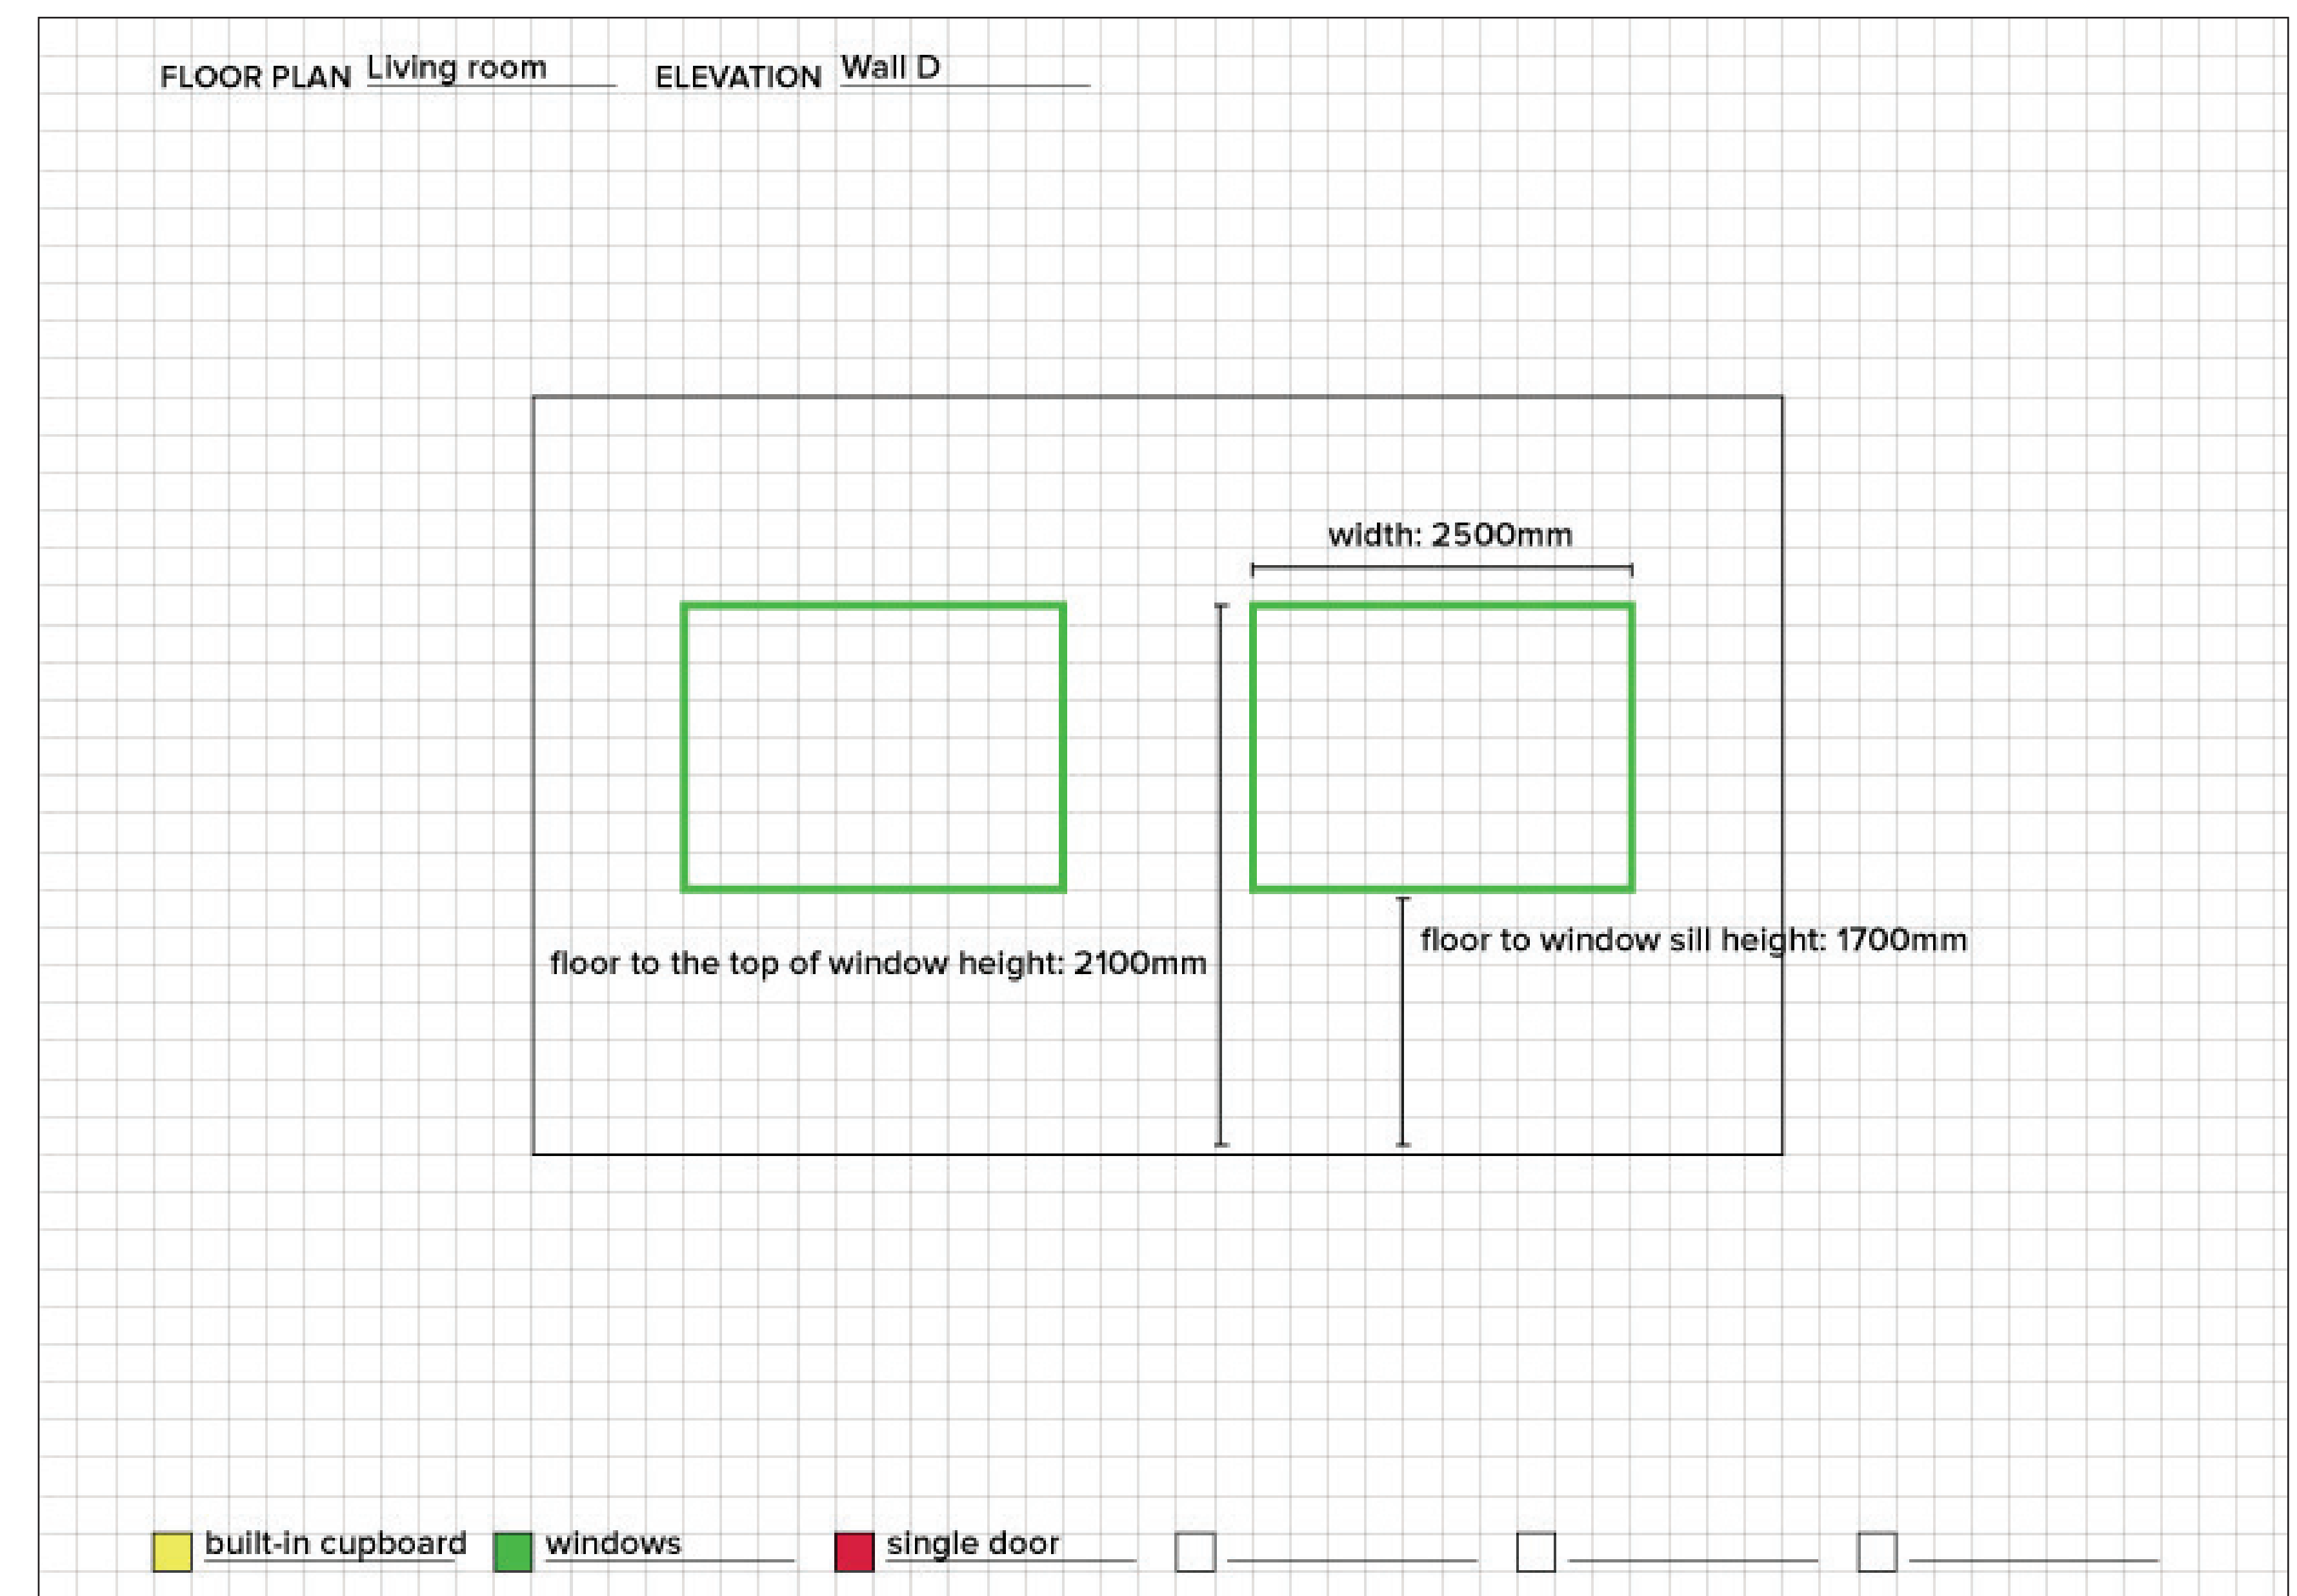 FLOOR PLAN Living room ELEVATION Wall D
width: 2500mm
floor to window sill height: 1700mm
floor to the top of window height: 2100mm
built-in cupboard windows single door